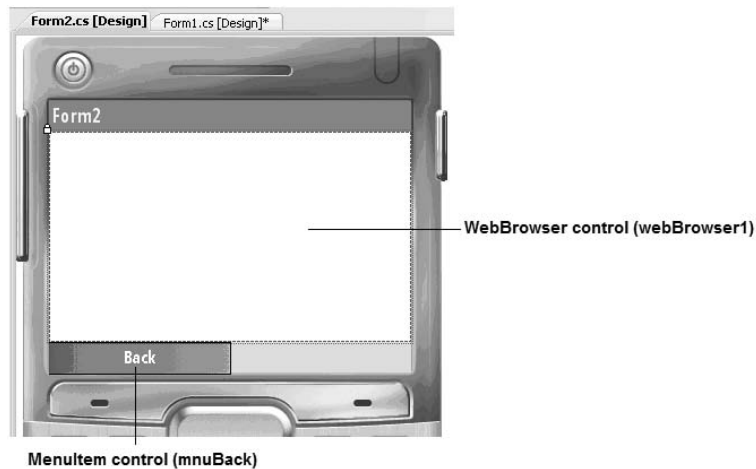 Form2.cs [Design] Form1.cs [Design]*
Form2
WebBrowser control (webBrowser1)
Back
MenuItem control (mnuBack)